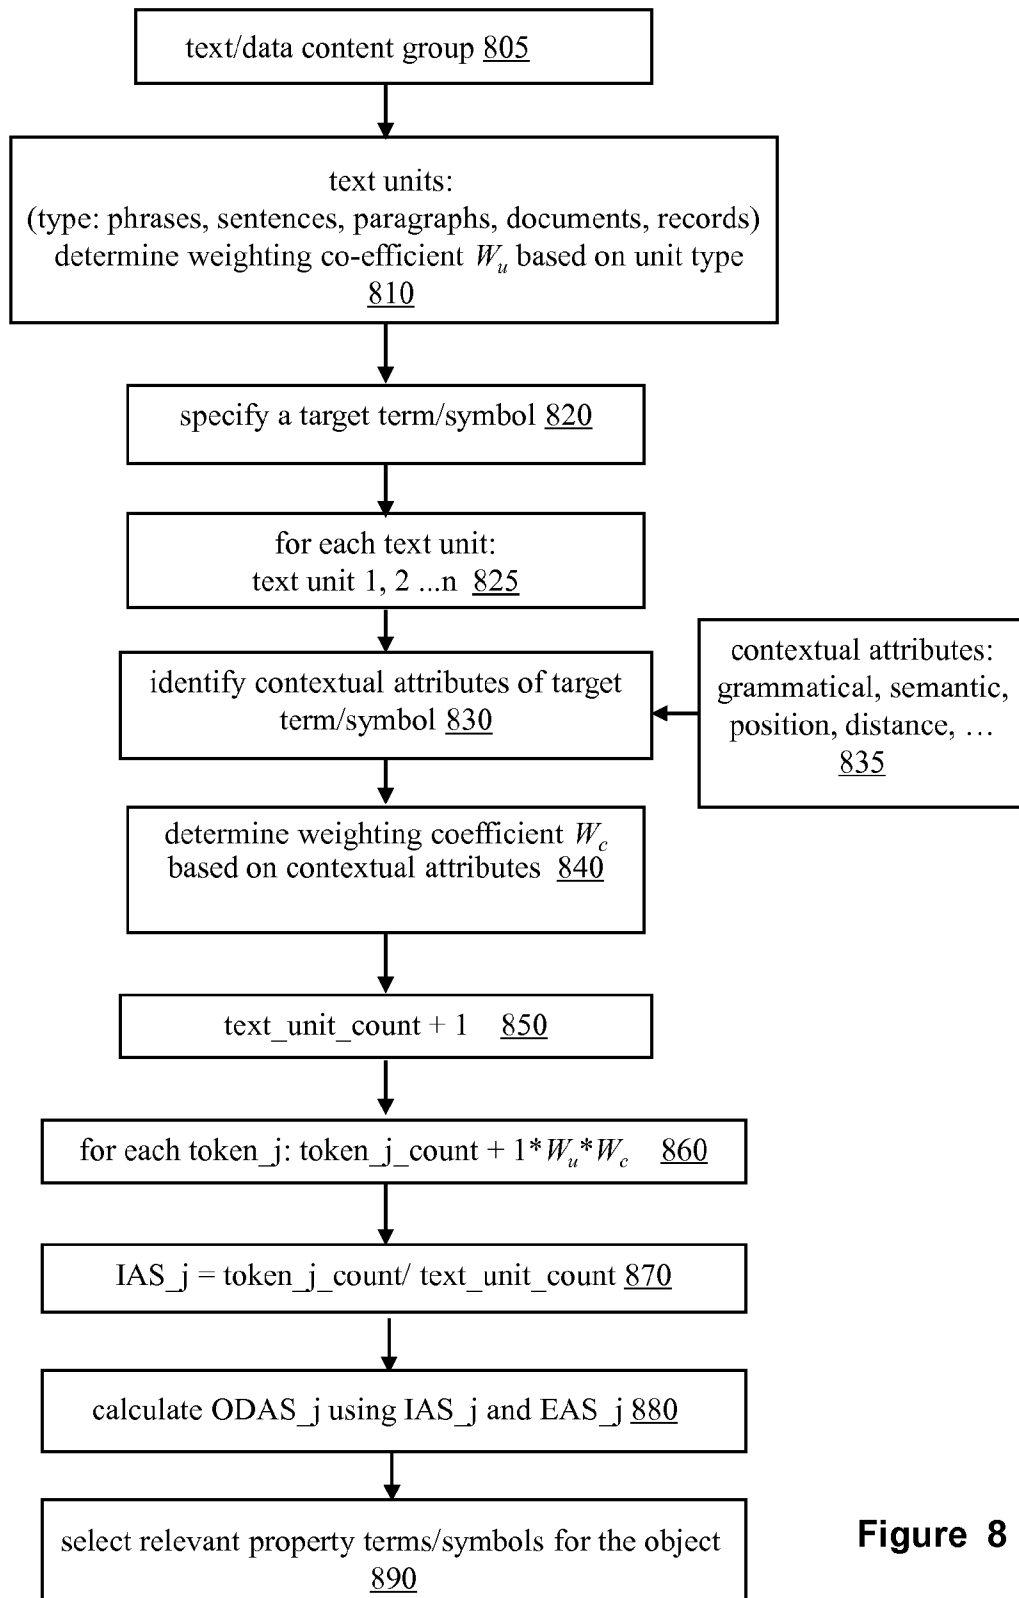 text/data content group 805
text units:
(type: phrases, sentences, paragraphs, documents, records)
determine weighting co-efficient Wu based on unit type
810
specify a target term/symbol 820
for each text unit:
text unit 1, 2 ...n 825
identify contextual attributes of target
term/symbol 830
contextual attributes:
grammatical, semantic,
position, distance, …
835
determine weighting coefficient Wc
based on contextual attributes 840
text_unit_count + 1 850
for each token_j: token_j_count + 1*Wu*Wc 860
IAS_j = token_j_count/ text_unit_count 870
calculate ODAS_j using IAS_j and EAS_j 880
select relevant property terms/symbols for the object
890
Figure 8